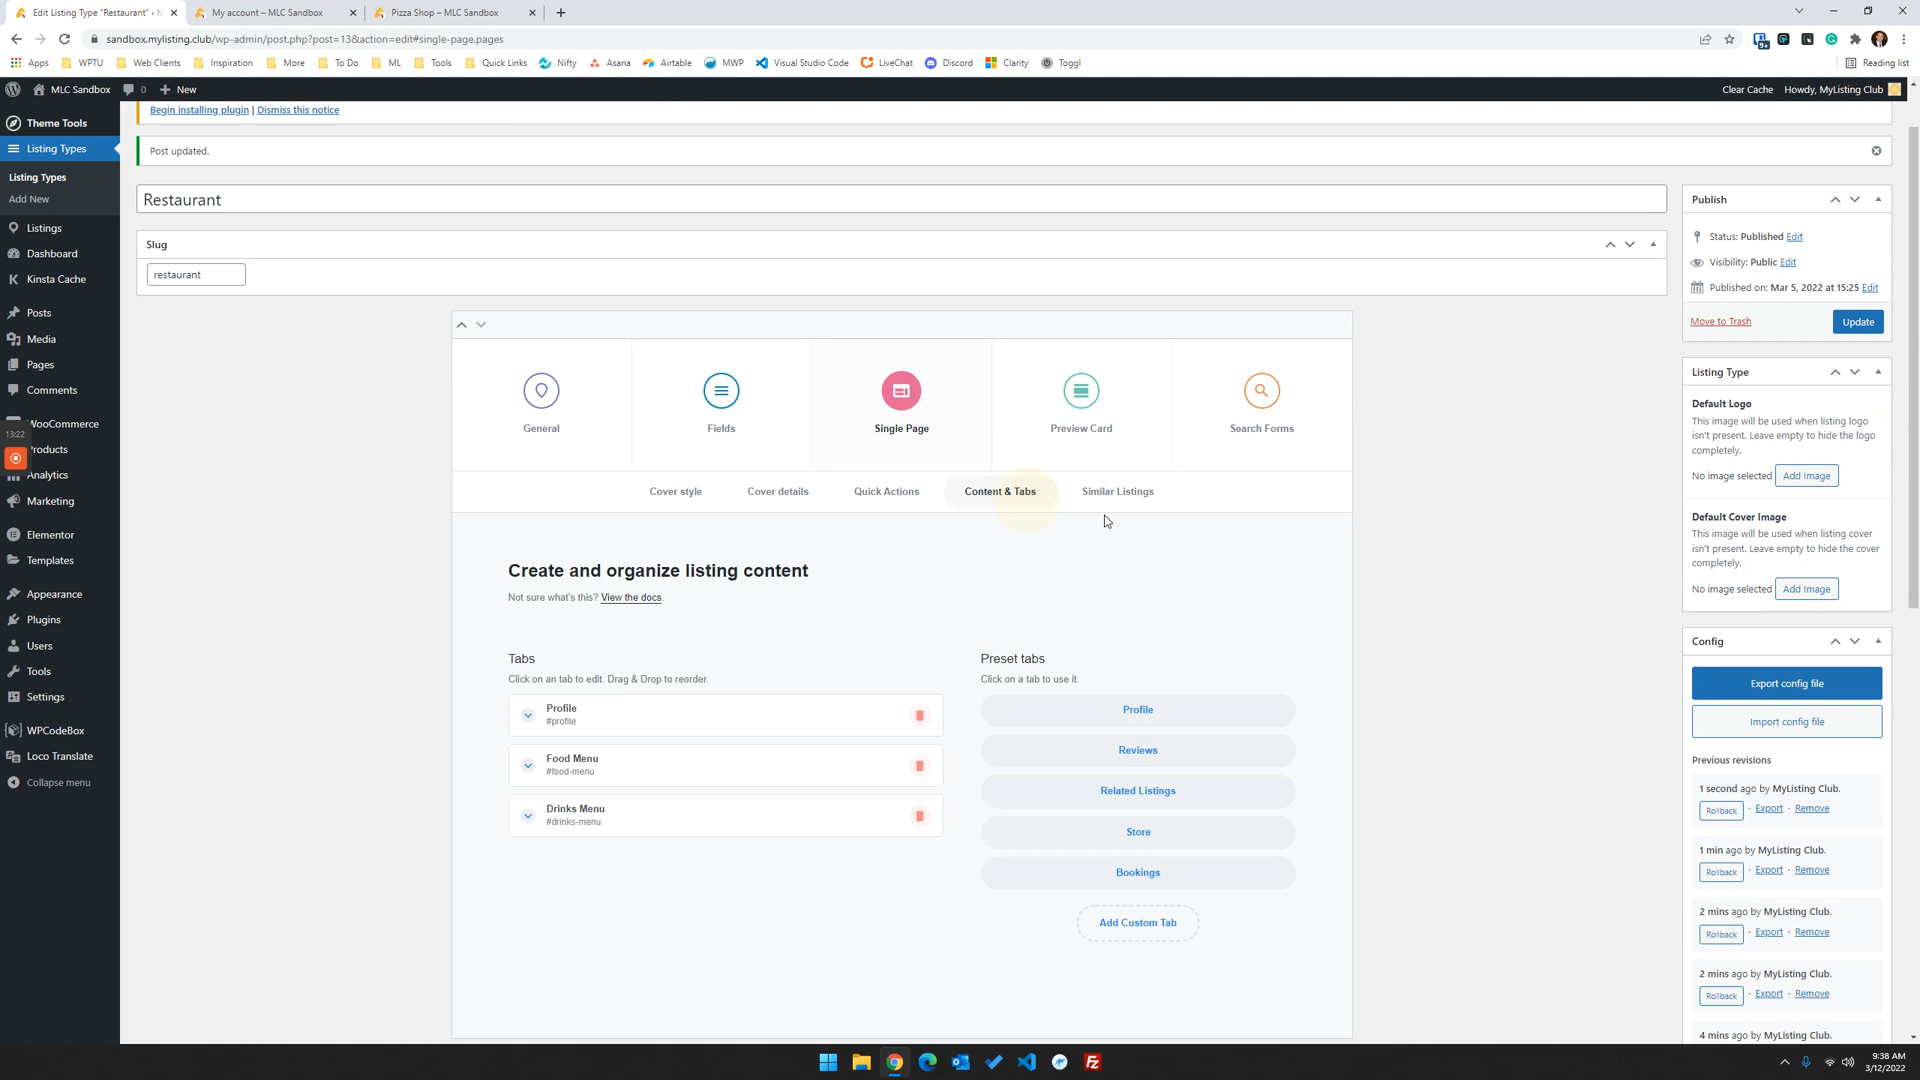 Edit Listing Type "Restaurant" ‹ M
My account – MLC Sandbox
Pizza Shop – MLC Sandbox
sandbox.mylisting.club/wp-admin/post.php?post=13&action=edit#single-page.pages
Apps
WPTU
Web Clients
Inspiration
More
To Do
ML
Tools
Quick Links
Nifty
Asana
Airtable
MWP
Visual Studio Code
LiveChat
Discord
Clarity
Toggl
Reading list
MLC Sandbox
0
New
Clear Cache
Howdy, MyListing Club
Theme Tools
Listing Types
Listing Types
Add New
Listings
Dashboard
Kinsta Cache
Posts
Media
Pages
Comments
WooCommerce
13:22
Products
Analytics
Marketing
Elementor
Templates
Appearance
Plugins
Users
Tools
Settings
WPCodeBox
Loco Translate
Collapse menu
Begin installing plugin | Dismiss this notice
Post updated.
Restaurant
Slug
restaurant
General
Fields
Single Page
Preview Card
Search Forms
Cover style
Cover details
Quick Actions
Content & Tabs
Similar Listings
Create and organize listing content
Not sure what's this? View the docs.
Tabs
Click on an tab to edit. Drag & Drop to reorder.
Profile
#profile
Food Menu
#food-menu
Drinks Menu
#drinks-menu
Preset tabs
Click on a tab to use it.
Profile
Reviews
Related Listings
Store
Bookings
Add Custom Tab
Publish
Status: Published Edit
Visibility: Public Edit
Published on: Mar 5, 2022 at 15:25 Edit
Move to Trash
Update
Listing Type
Default Logo
This image will be used when listing logo
isn't present. Leave empty to hide the logo
completely.
No image selected
Add Image
Default Cover Image
This image will be used when listing cover
isn't present. Leave empty to hide the cover
completely.
No image selected
Add Image
Config
Export config file
Import config file
Previous revisions
1 second ago by MyListing Club.
Rollback · Export · Remove
1 min ago by MyListing Club.
Rollback · Export · Remove
2 mins ago by MyListing Club.
Rollback · Export · Remove
2 mins ago by MyListing Club.
Rollback · Export · Remove
4 mins ago by MyListing Club.
9:38 AM
3/12/2022